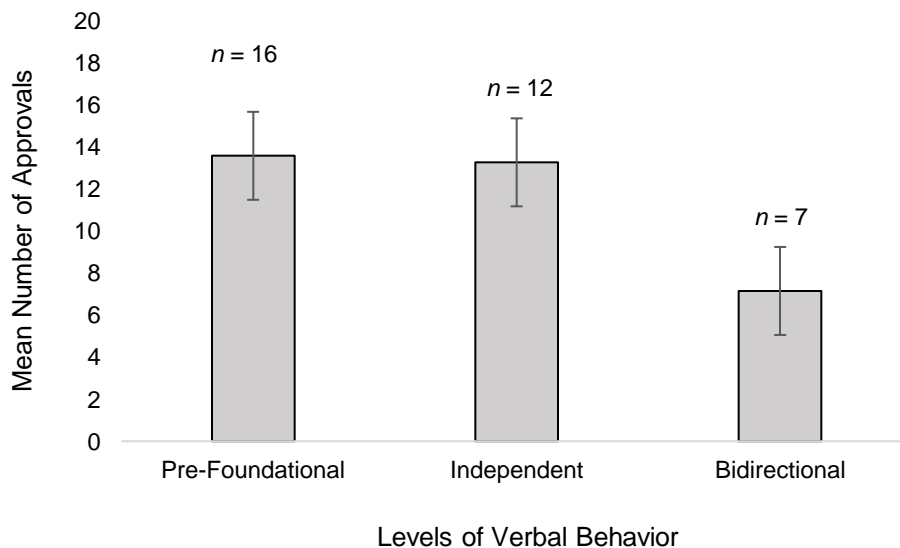 20
18
16
14
12
10
8
6
4
2
0
Mean Number of Approvals
n = 16
n = 12
n = 7
Pre-Foundational
Independent
Bidirectional
Levels of Verbal Behavior